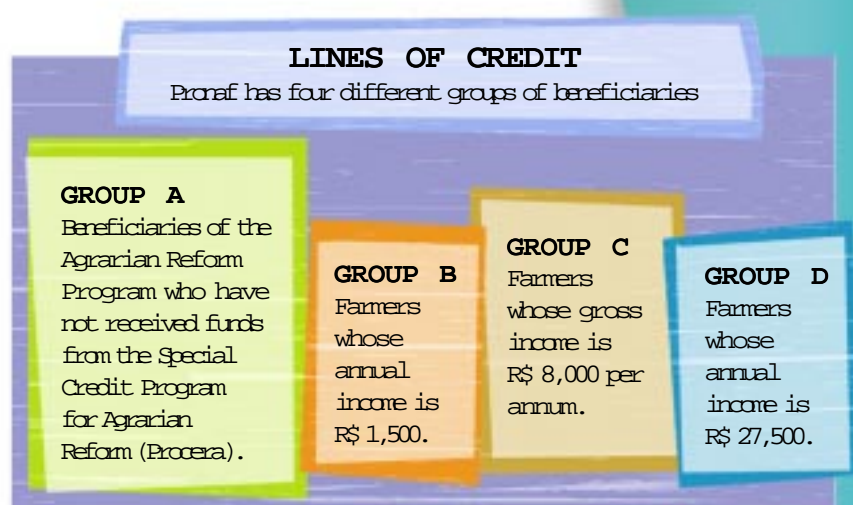 LINES OF CREDIT
Pronaf has four different groups of beneficiaries
GROUP A
Beneficiaries of the
Agrarian Reform
Program who have
not received funds
from the Special
Credit Program
for Agrarian
Reform (Procera).
GROUP B
Farmers
whose
annual
income is
R$ 1,500.
GROUP C
Farmers
whose gross
income is
R$ 8,000 per
annum.
GROUP D
Farmers
whose
annual
income is
R$ 27,500.